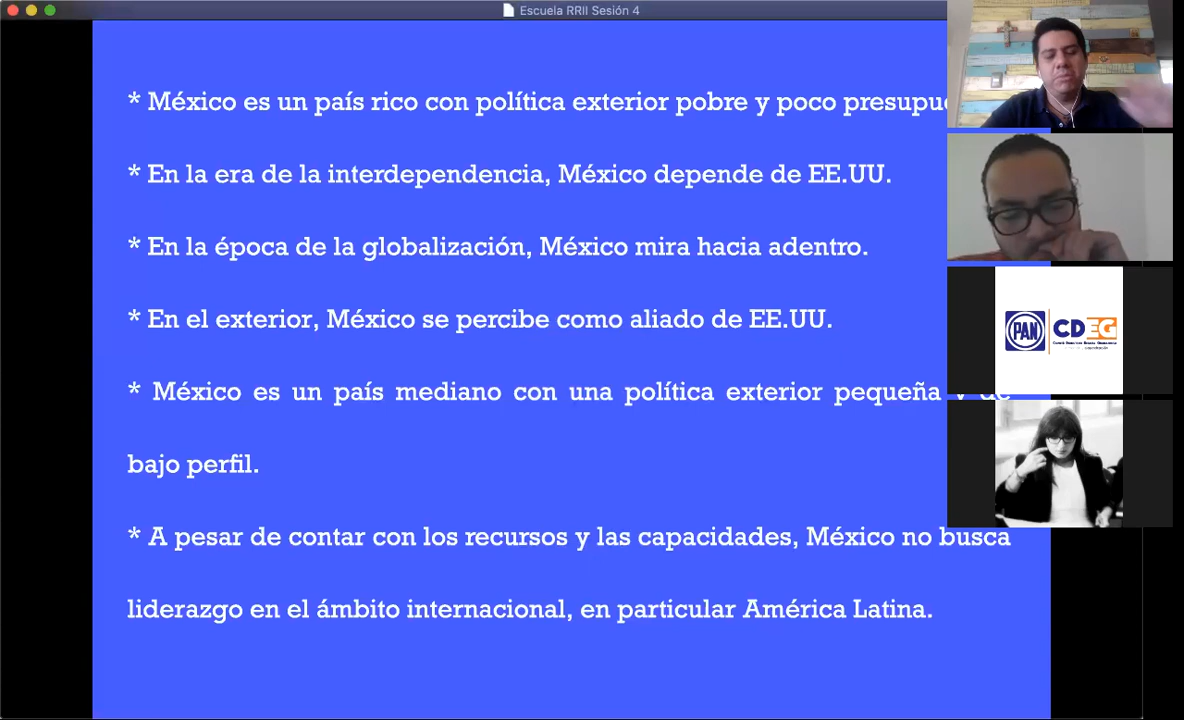 Escuela RRII Sesión 4
* México es un país rico con política exterior pobre y poco
* En la era de la interdependencia, México depende de EE.UU.
* En la época de la globalización, México mira hacia adentro.
* En el exterior, México se percibe como aliado de EE.UU.
* México es un país mediano con una política exterior pequeña y de
bajo perfil.
* A pesar de contar con los recursos y las capacidades, México no busca
liderazgo en el ámbito internacional, en particular América Latina.
PAN CDEG